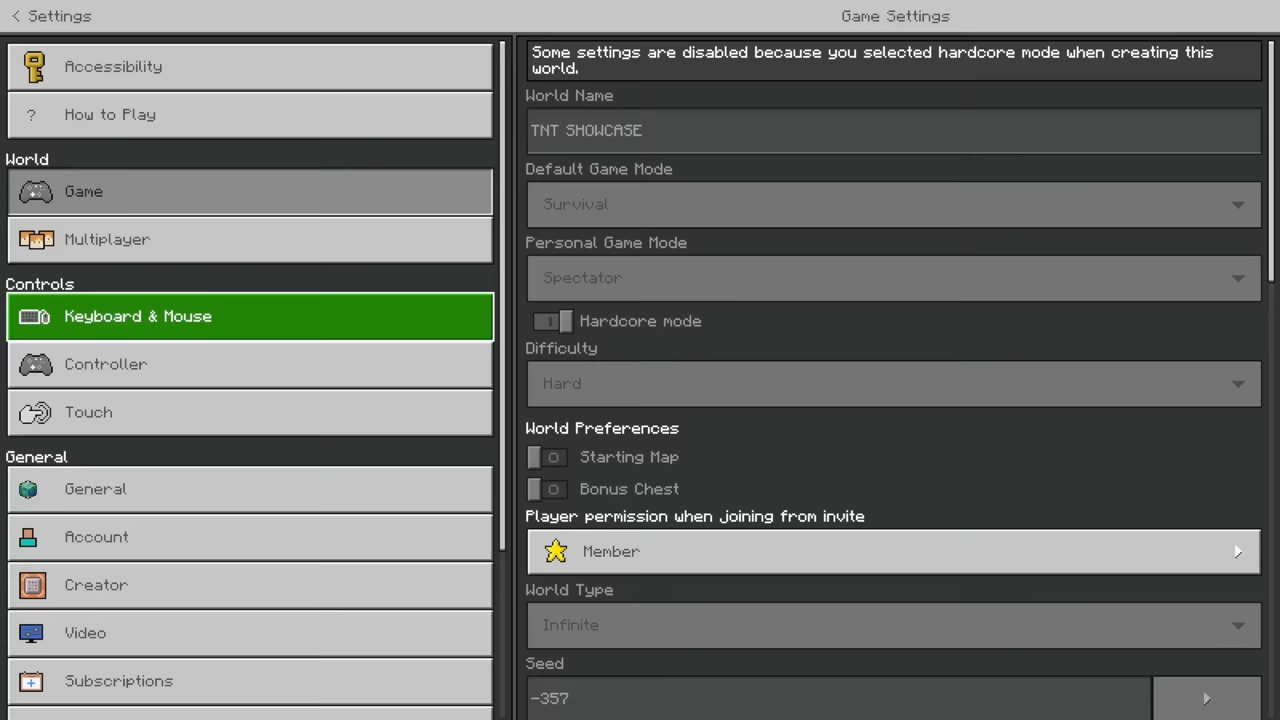 Settings
Game Settings
Accessibility
? How to Play
World
Game
Multiplayer
Controls
Keyboard & Mouse
Controller
Touch
General
General
Account
Creator
Video
Subscriptions
Some settings are disabled because you selected hardcore mode when creating this
world.
World Name
TNT SHOWCASE
Default Game Mode
Survival
Personal Game Mode
Spectator
Hardcore mode
Difficulty
Hard
World Preferences
Starting Map
Bonus Chest
Player permission when joining from invite
Member
World Type
Infinite
Seed
-357